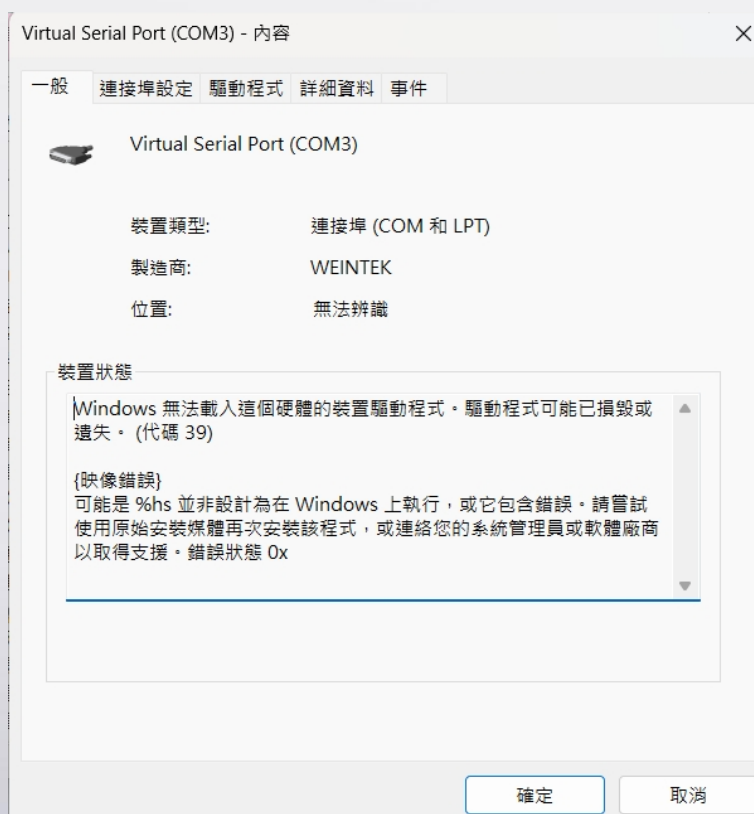 Virtual Serial Port (COM3) - 內容
一般 連接埠設定 驅動程式 詳細資料 事件
Virtual Serial Port (COM3)
裝置類型: 連接埠 (COM 和 LPT)
製造商: WEINTEK
位置: 無法辨識
裝置狀態
Windows 無法載入這個硬體的裝置驅動程式。驅動程式可能已損毀或
遺失。 (代碼 39)
{映像錯誤}
可能是 %hs 並非設計為在 Windows 上執行，或它包含錯誤。請嘗試
使用原始安裝媒體再次安裝該程式，或連絡您的系統管理員或軟體廠商
以取得支援。錯誤狀態 0x
確定 取消